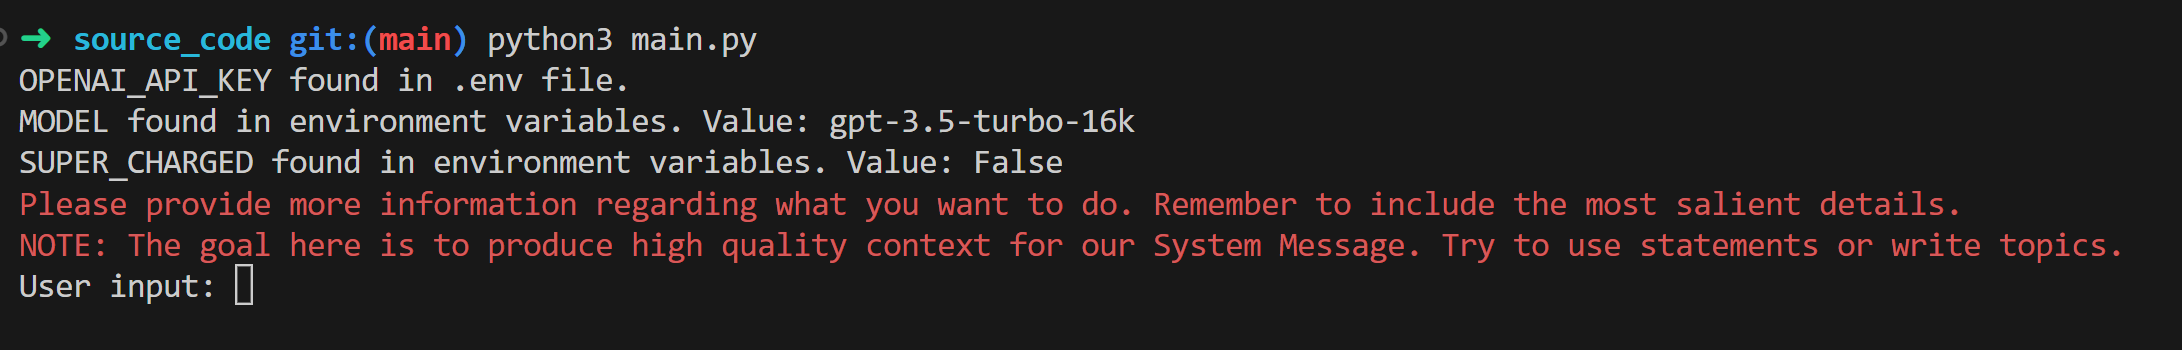 ➜ source_code git:(main) python3 main.py
OPENAI_API_KEY found in .env file.
MODEL found in environment variables. Value: gpt-3.5-turbo-16k
SUPER_CHARGED found in environment variables. Value: False
Please provide more information regarding what you want to do. Remember to include the most salient details.
NOTE: The goal here is to produce high quality context for our System Message. Try to use statements or write topics.
User input: